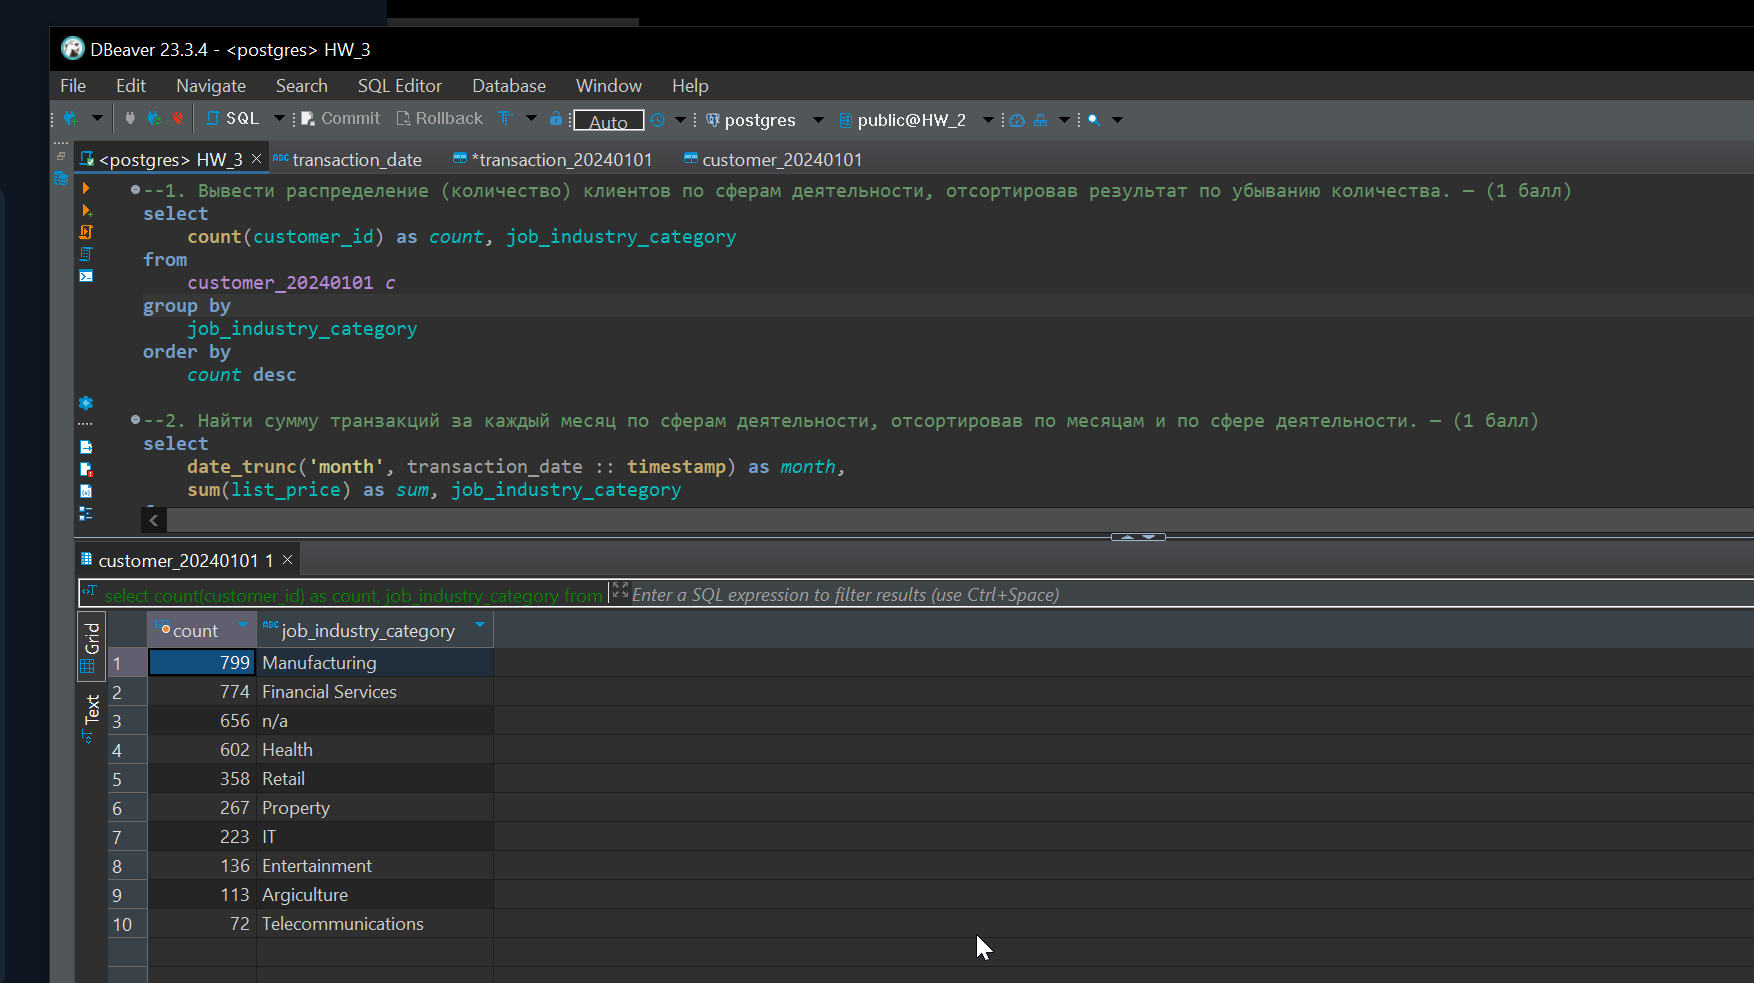 DBeaver 23.3.4 - <postgres> HW_3
File Edit Navigate Search SQL Editor Database Window Help
SQL Commit Rollback Auto postgres public@HW_2
<postgres> HW_3 ABC transaction_date *transaction_20240101 customer_20240101
--1. Вывести распределение (количество) клиентов по сферам деятельности, отсортировав результат по убыванию количества. — (1 балл)
select
count(customer_id) as count, job_industry_category
from
customer_20240101 c
group by
job_industry_category
order by
count desc
--2. Найти сумму транзакций за каждый месяц по сферам деятельности, отсортировав по месяцам и по сфере деятельности. — (1 балл)
select
date_trunc('month', transaction_date :: timestamp) as month,
sum(list_price) as sum, job_industry_category
customer_20240101 1
select count(customer_id) as count, job_industry_category from Enter a SQL expression to filter results (use Ctrl+Space)
Grid
Text
count ABC job_industry_category
1 799 Manufacturing
2 774 Financial Services
3 656 n/a
4 602 Health
5 358 Retail
6 267 Property
7 223 IT
8 136 Entertainment
9 113 Argiculture
10 72 Telecommunications